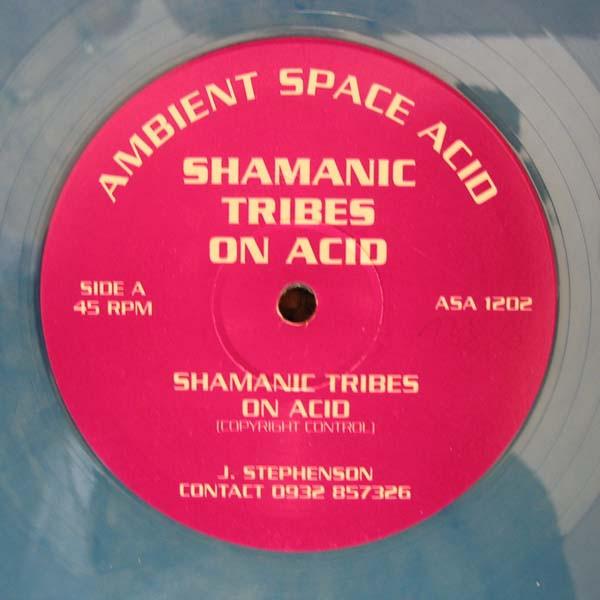 AMBIENT SPACE ACID
SHAMANIC
TRIBES
ON ACID
SIDE A
45 RPM
ASA 1202
SHAMANIC TRIBES
ON ACID
(COPYRIGHT CONTROL)
J. STEPHENSON
CONTACT 0932 857326